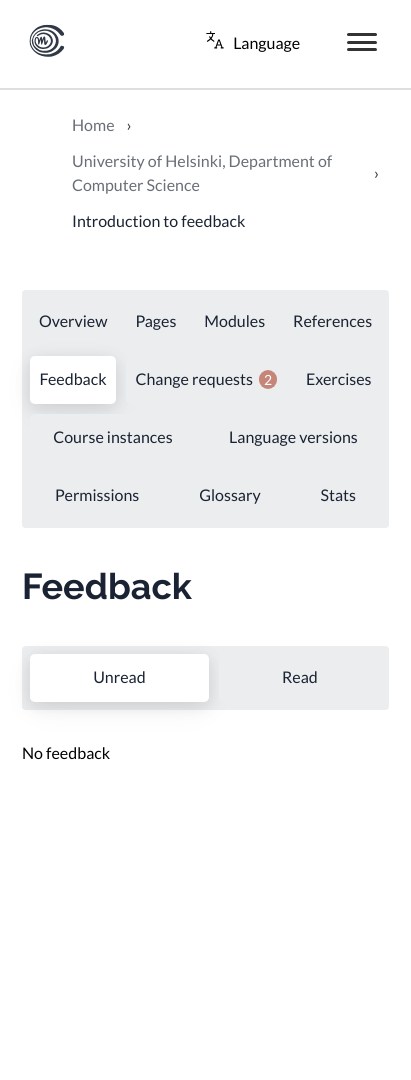 Language
Home ›
University of Helsinki, Department of
Computer Science ›
Introduction to feedback
Overview Pages Modules References
Feedback Change requests 2 Exercises
Course instances Language versions
Permissions Glossary Stats
Feedback
Unread Read
No feedback